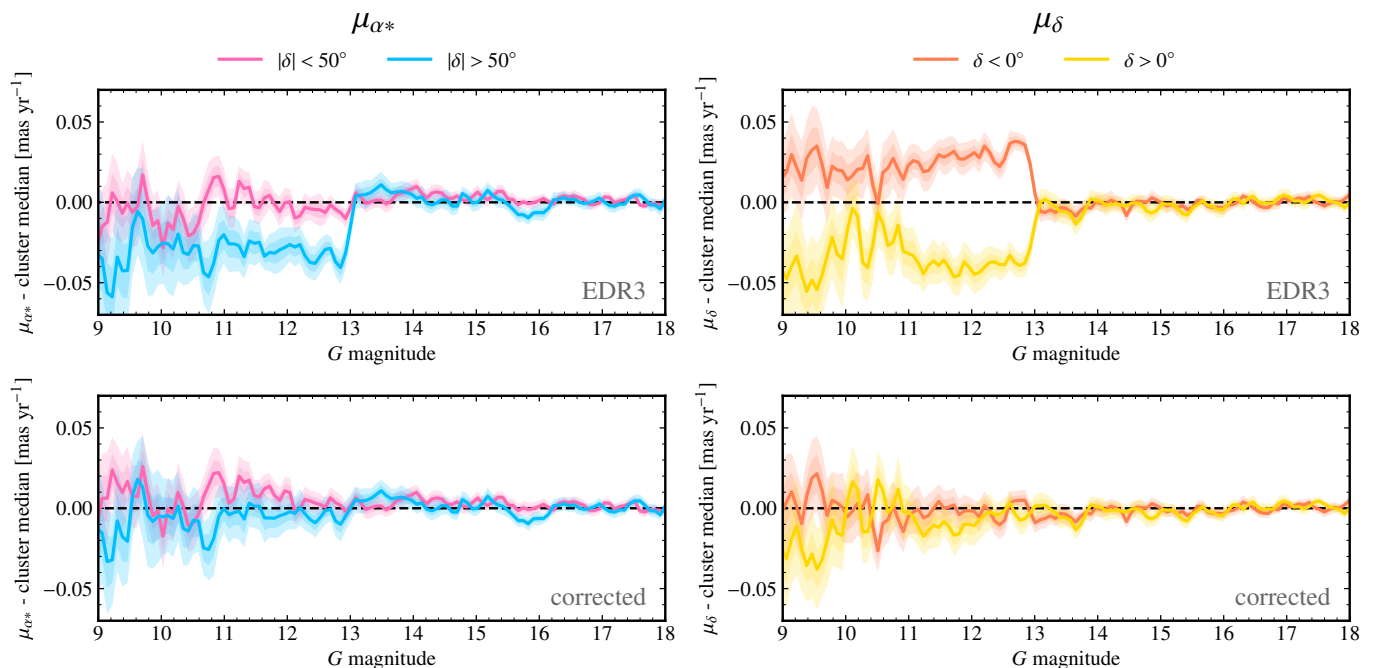 μα* μδ
|δ| < 50° |δ| > 50° δ < 0° δ > 0°
μα* - cluster median [mas yr⁻¹]
0.05
0.00
−0.05
EDR3
9 10 11 12 13 14 15 16 17 18
G magnitude
μδ - cluster median [mas yr⁻¹]
0.05
0.00
−0.05
EDR3
9 10 11 12 13 14 15 16 17 18
G magnitude
μα* - cluster median [mas yr⁻¹]
0.05
0.00
−0.05
corrected
9 10 11 12 13 14 15 16 17 18
G magnitude
μδ - cluster median [mas yr⁻¹]
0.05
0.00
−0.05
corrected
9 10 11 12 13 14 15 16 17 18
G magnitude